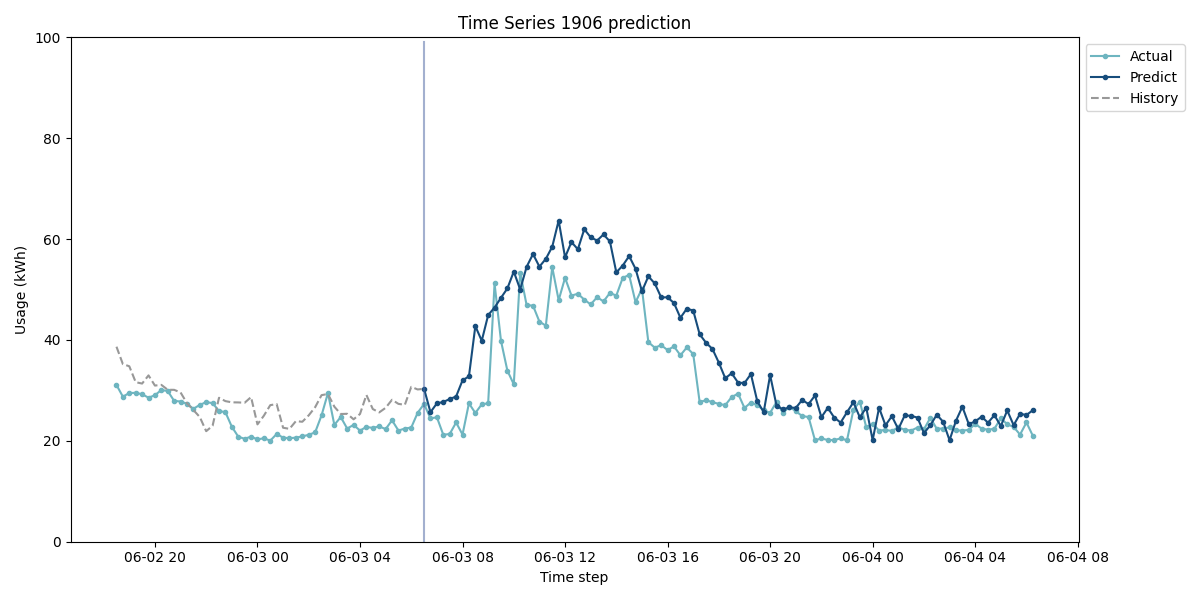 Time Series 1906 prediction
100
80
60
40
20
0
Usage (kWh)
06-02 20
06-03 00
06-03 04
06-03 08
06-03 12
06-03 16
06-03 20
06-04 00
06-04 04
06-04 08
Time step
Actual
Predict
History